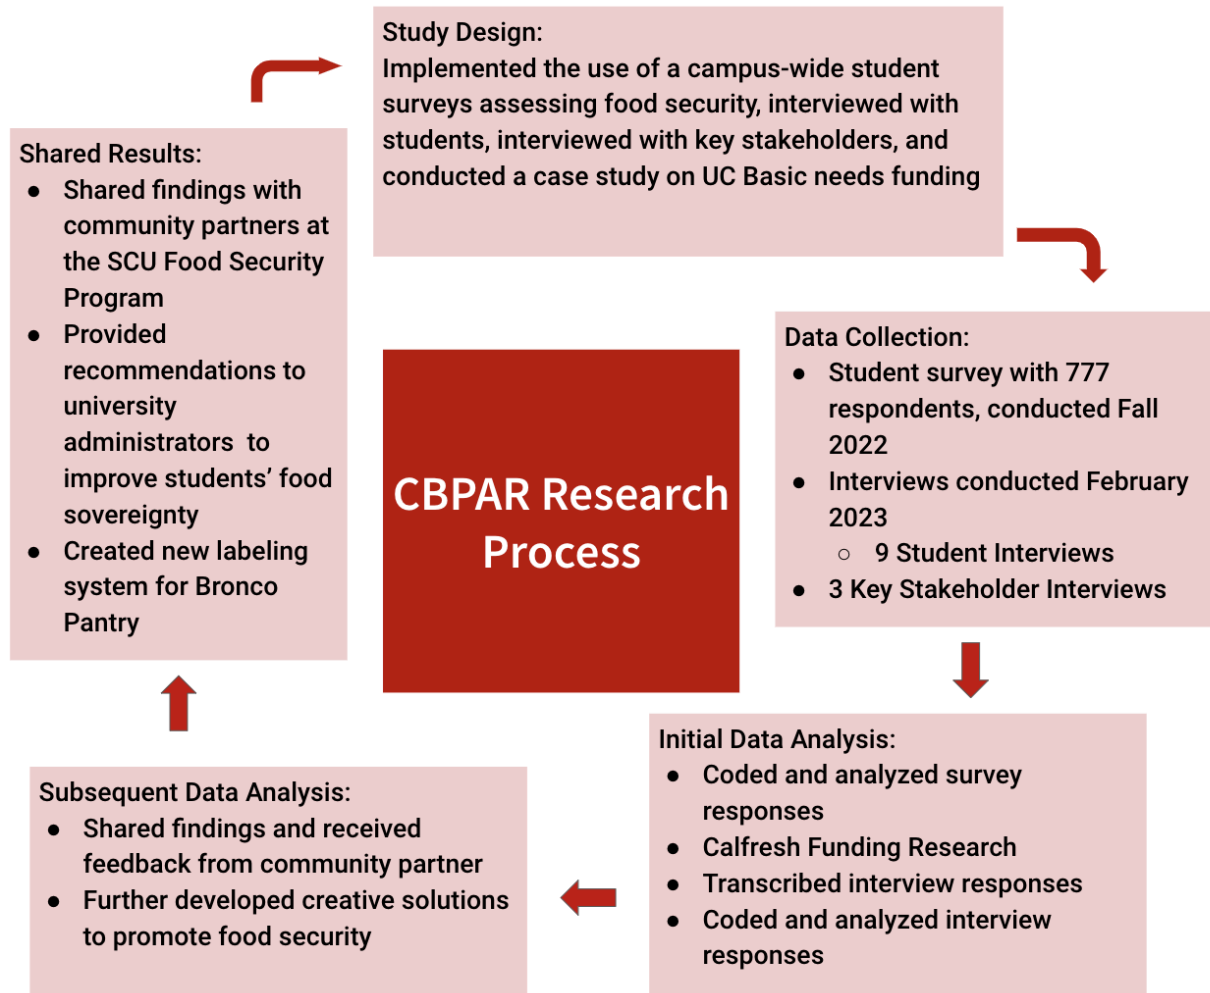 Study Design:
Implemented the use of a campus-wide student
surveys assessing food security, interviewed with
students, interviewed with key stakeholders, and
conducted a case study on UC Basic needs funding
Data Collection:
● Student survey with 777
respondents, conducted Fall
2022
● Interviews conducted February
2023
○ 9 Student Interviews
● 3 Key Stakeholder Interviews
Initial Data Analysis:
● Coded and analyzed survey
responses
● Calfresh Funding Research
● Transcribed interview responses
● Coded and analyzed interview
responses
Subsequent Data Analysis:
● Shared findings and received
feedback from community partner
● Further developed creative solutions
to promote food security
Shared Results:
● Shared findings with
community partners at
the SCU Food Security
Program
● Provided
recommendations to
university
administrators to
improve students’ food
sovereignty
● Created new labeling
system for Bronco
Pantry
CBPAR Research
Process